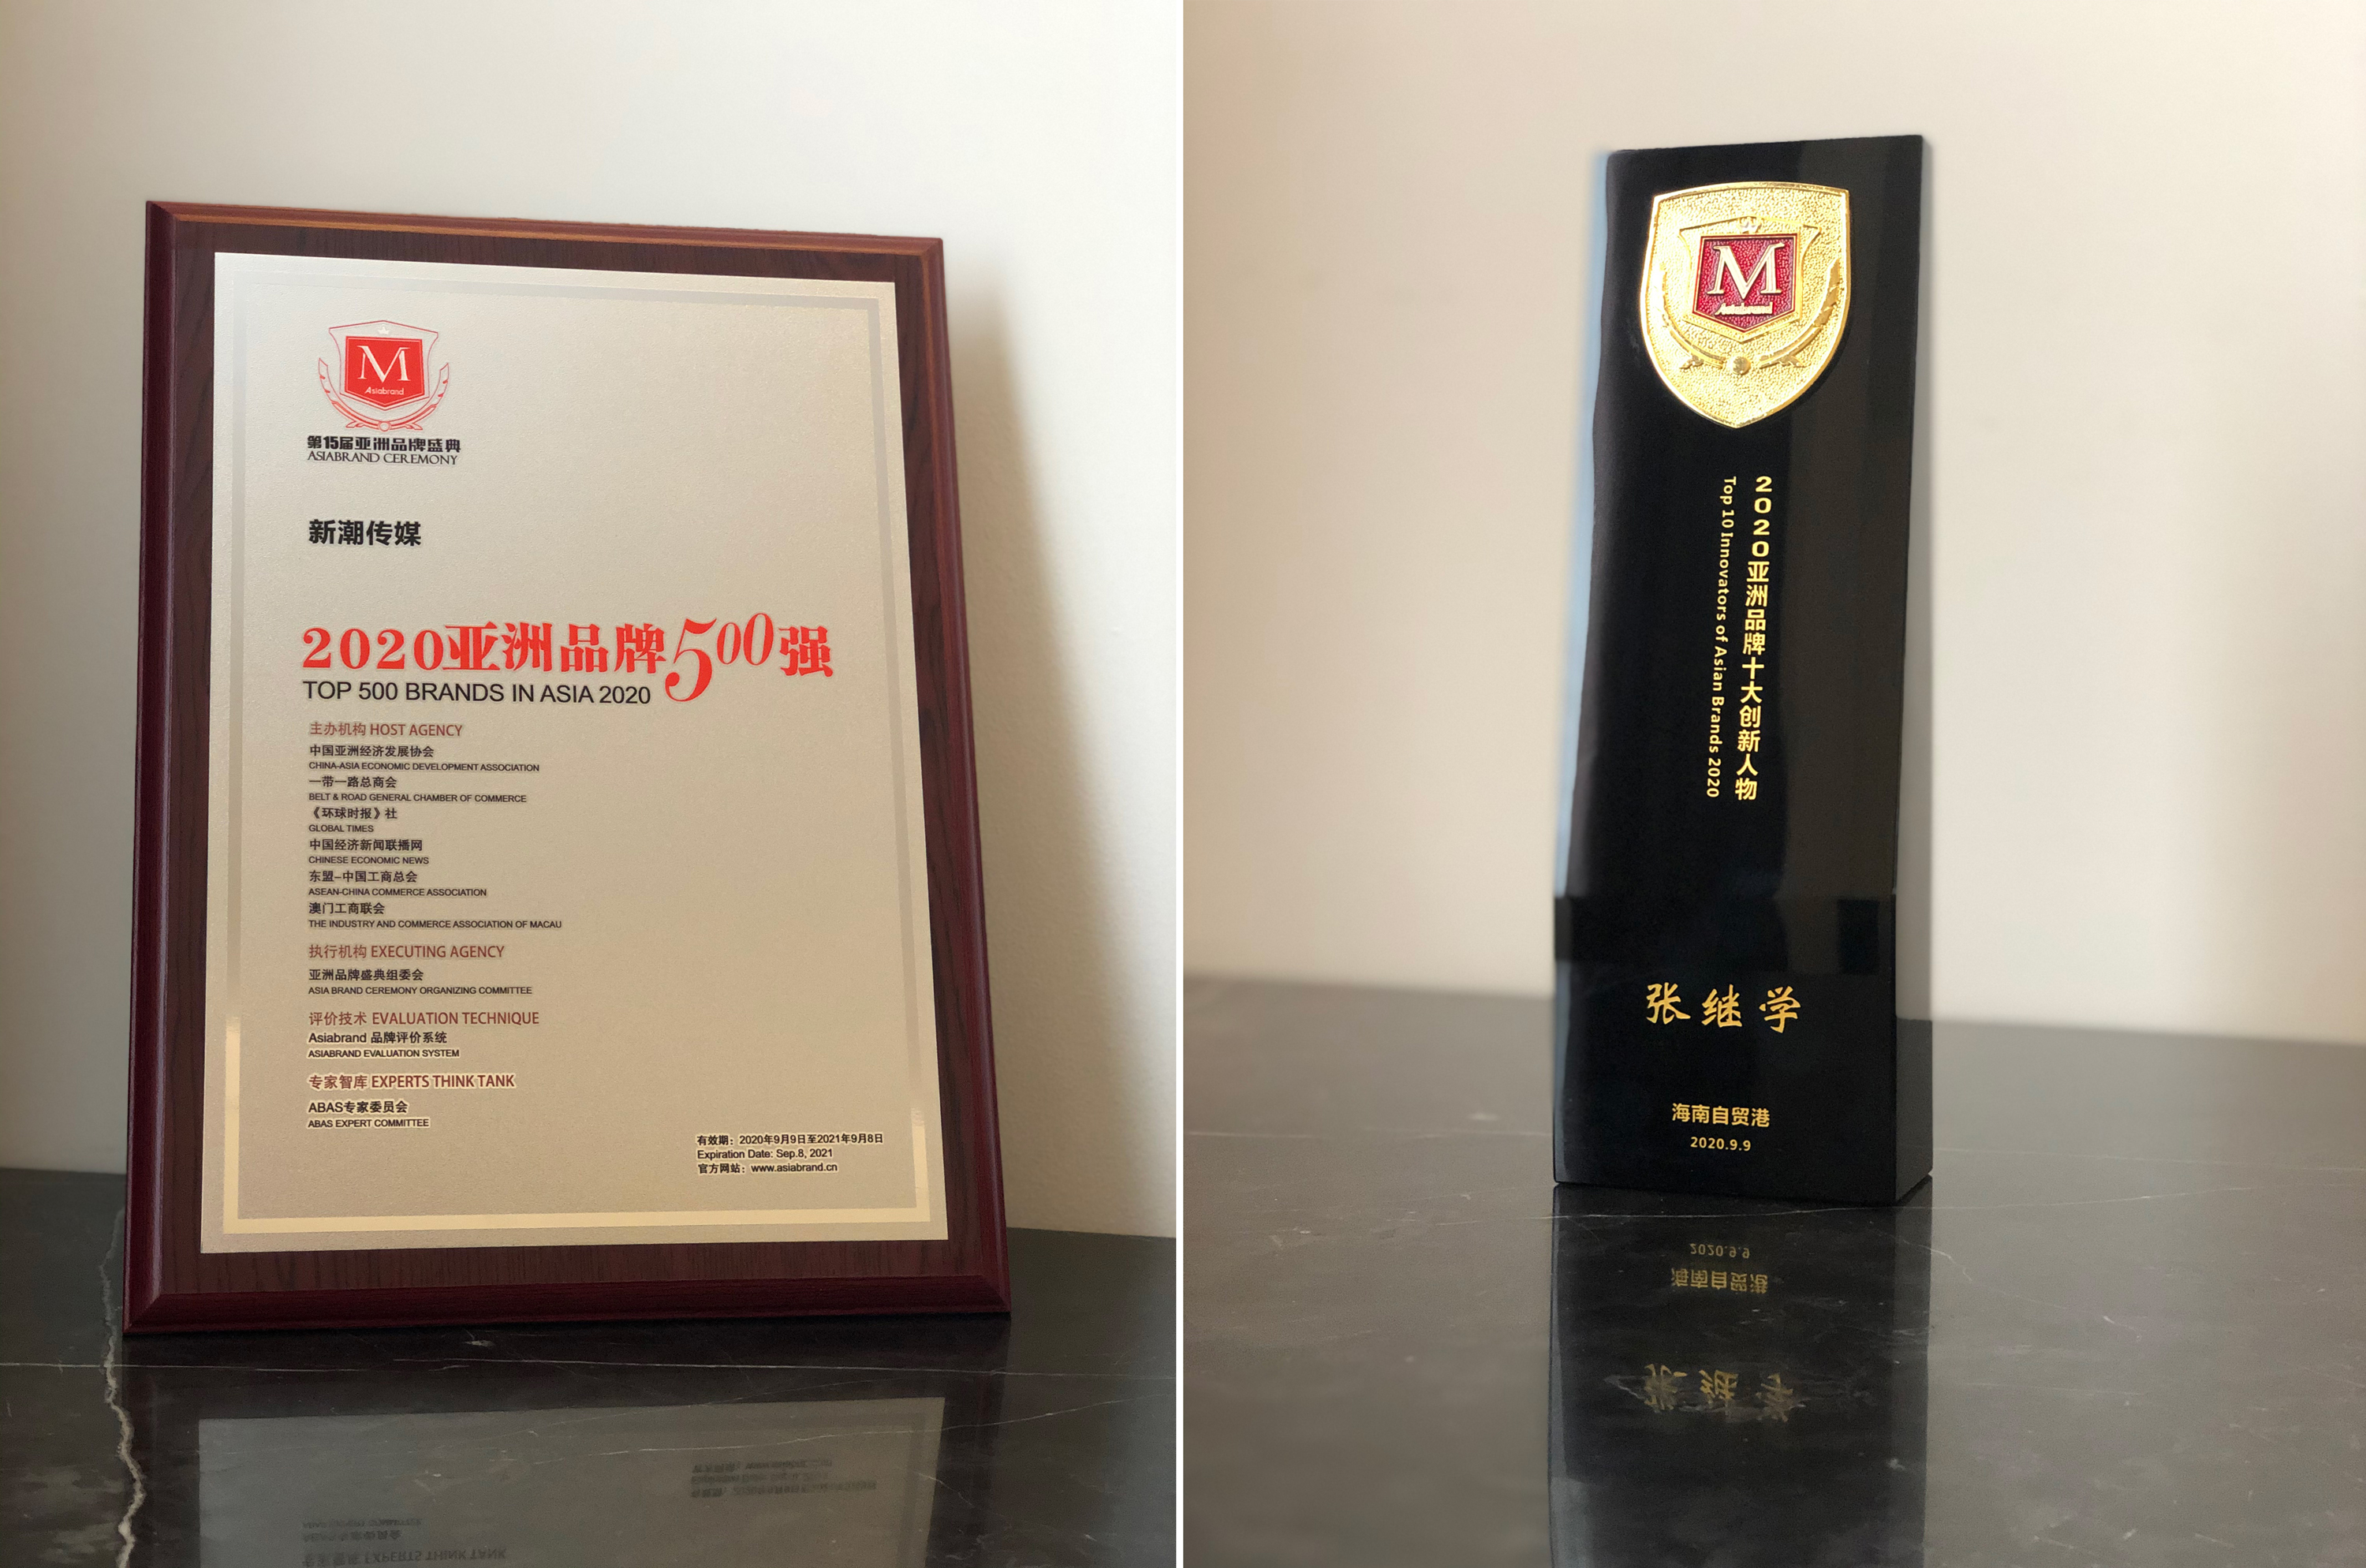 M
Asiabrand
第15届亚洲品牌盛典
ASIABRAND CEREMONY
新潮传媒
2020亚洲品牌500强
TOP 500 BRANDS IN ASIA 2020
主办机构 HOST AGENCY
中国亚洲经济发展协会
CHINA-ASIA ECONOMIC DEVELOPMENT ASSOCIATION
一带一路总商会
BELT & ROAD GENERAL CHAMBER OF COMMERCE
《环球时报》社
GLOBAL TIMES
中国经济新闻联播网
CHINESE ECONOMIC NEWS
东盟-中国工商总会
ASEAN-CHINA COMMERCE ASSOCIATION
澳门工商联会
THE INDUSTRY AND COMMERCE ASSOCIATION OF MACAU
执行机构 EXECUTING AGENCY
亚洲品牌盛典组委会
ASIA BRAND CEREMONY ORGANIZING COMMITTEE
评价技术 EVALUATION TECHNIQUE
Asiabrand 品牌评价系统
ASIABRAND EVALUATION SYSTEM
专家智库 EXPERTS THINK TANK
ABAS专家委员会
ABAS EXPERT COMMITTEE
有效期：2020年9月9日至2021年9月8日
Expiration Date: Sep.8, 2021
官方网站：www.asiabrand.cn
M
Asiabrand
2020亚洲品牌十大创新人物
Top 10 Innovators of Asian Brands 2020
张继学
海南自贸港
2020.9.9